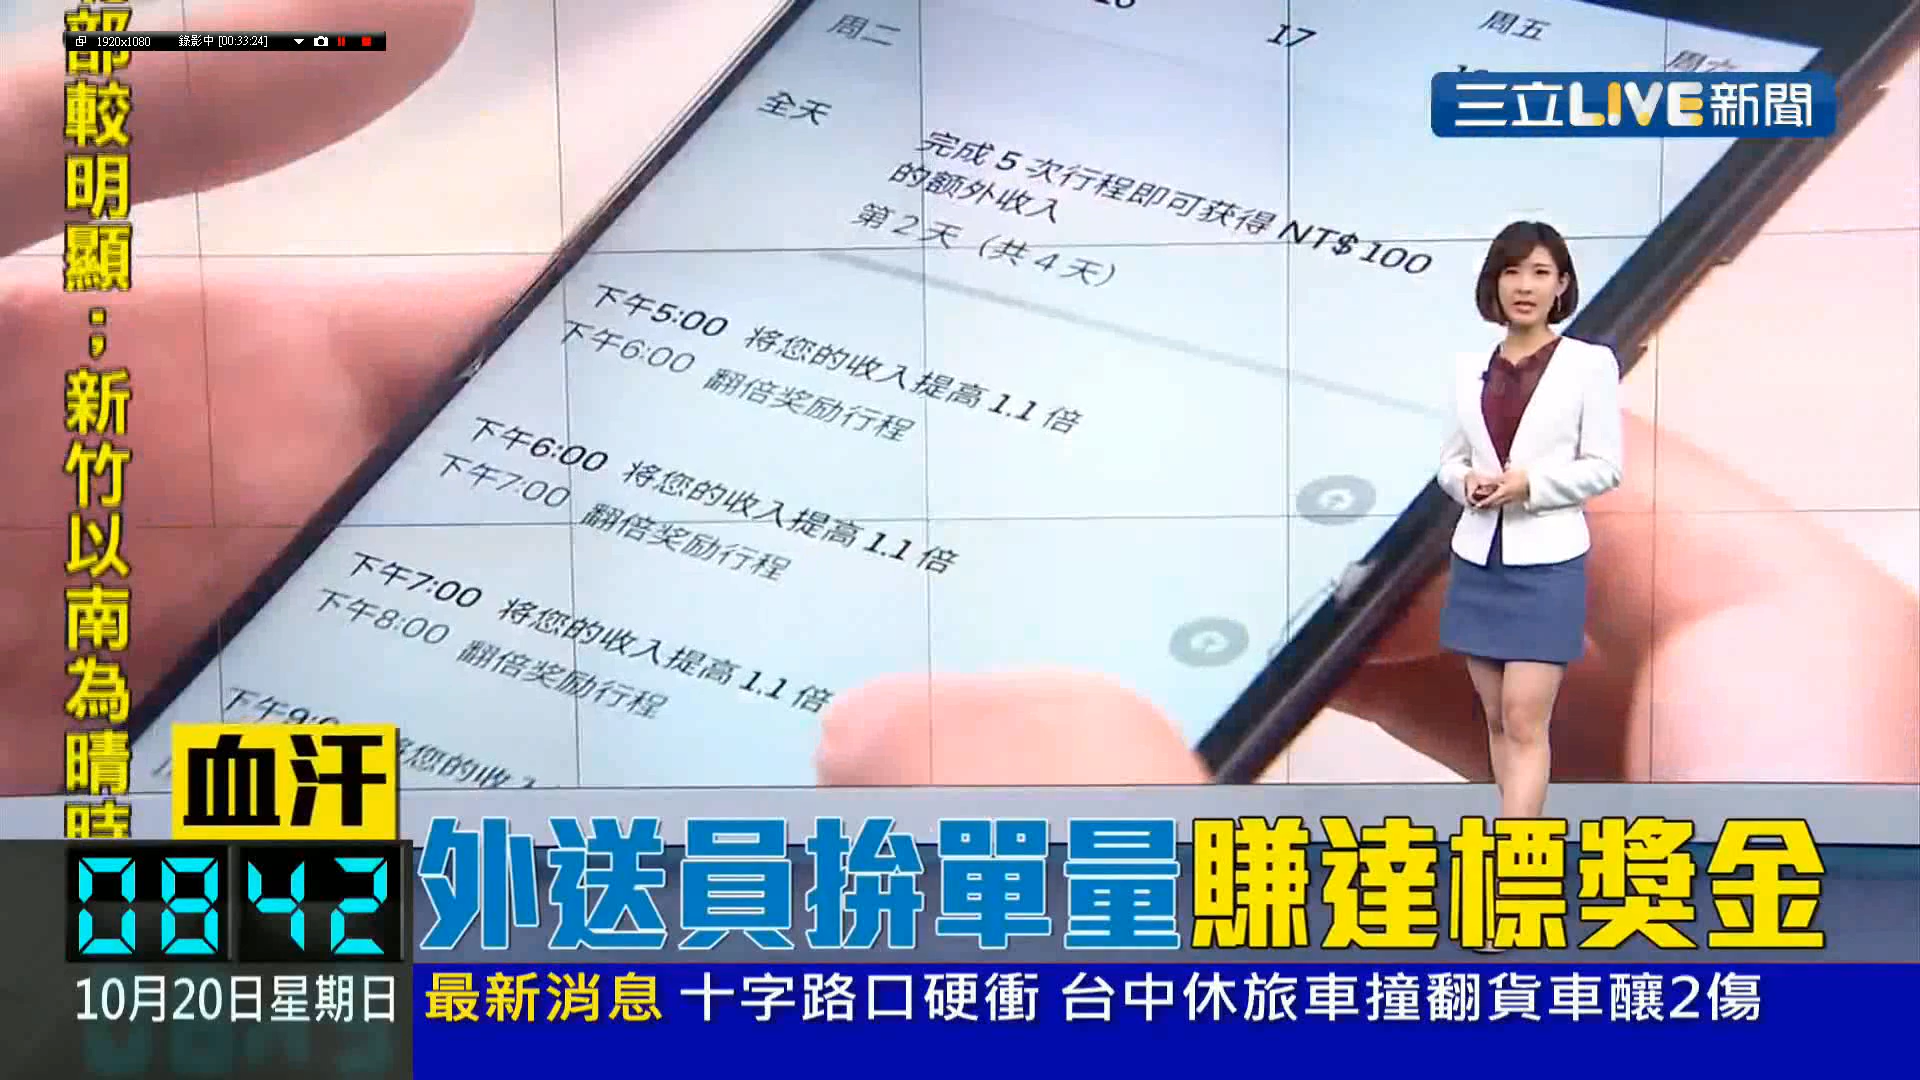 1920x1080 錄影中 [00:33:24]
部較明顯；新竹以南為晴時
三立LIVE新聞
周二
17
周五
周六
全天
完成 5 次行程即可获得 NT$100
的额外收入
第 2 天（共 4 天）
下午5:00 将您的收入提高 1.1 倍
下午6:00 翻倍奖励行程
下午6:00 将您的收入提高 1.1 倍
下午7:00 翻倍奖励行程
下午7:00 将您的收入提高 1.1 倍
下午8:00 翻倍奖励行程
您的收
血汗
外送員拚單量賺達標獎金
08 42
10月20日星期日
最新消息 十字路口硬衝 台中休旅車撞翻貨車釀2傷